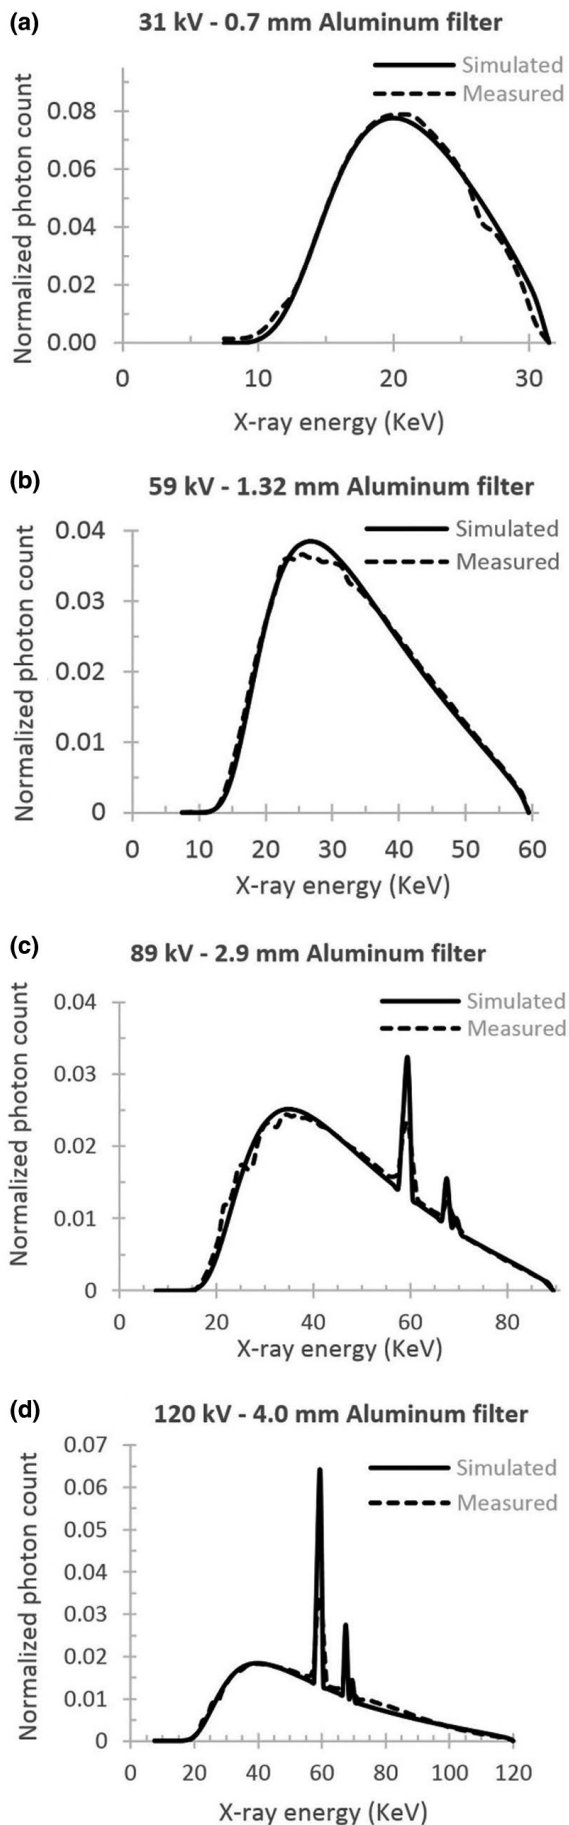 (a)
31 kV - 0.7 mm Aluminum filter
Simulated
Measured
Normalized photon count
0.08
0.06
0.04
0.02
0.00
0 10 20 30
X-ray energy (KeV)
(b)
59 kV - 1.32 mm Aluminum filter
Simulated
Measured
Normalized photon count
0.04
0.03
0.02
0.01
0
0 10 20 30 40 50 60
X-ray energy (KeV)
(c)
89 kV - 2.9 mm Aluminum filter
Simulated
Measured
Normalized photon count
0.04
0.03
0.02
0.01
0
0 20 40 60 80
X-ray energy (KeV)
(d)
120 kV - 4.0 mm Aluminum filter
Simulated
Measured
Normalized photon count
0.07
0.06
0.05
0.04
0.03
0.02
0.01
0
0 20 40 60 80 100 120
X-ray energy (KeV)